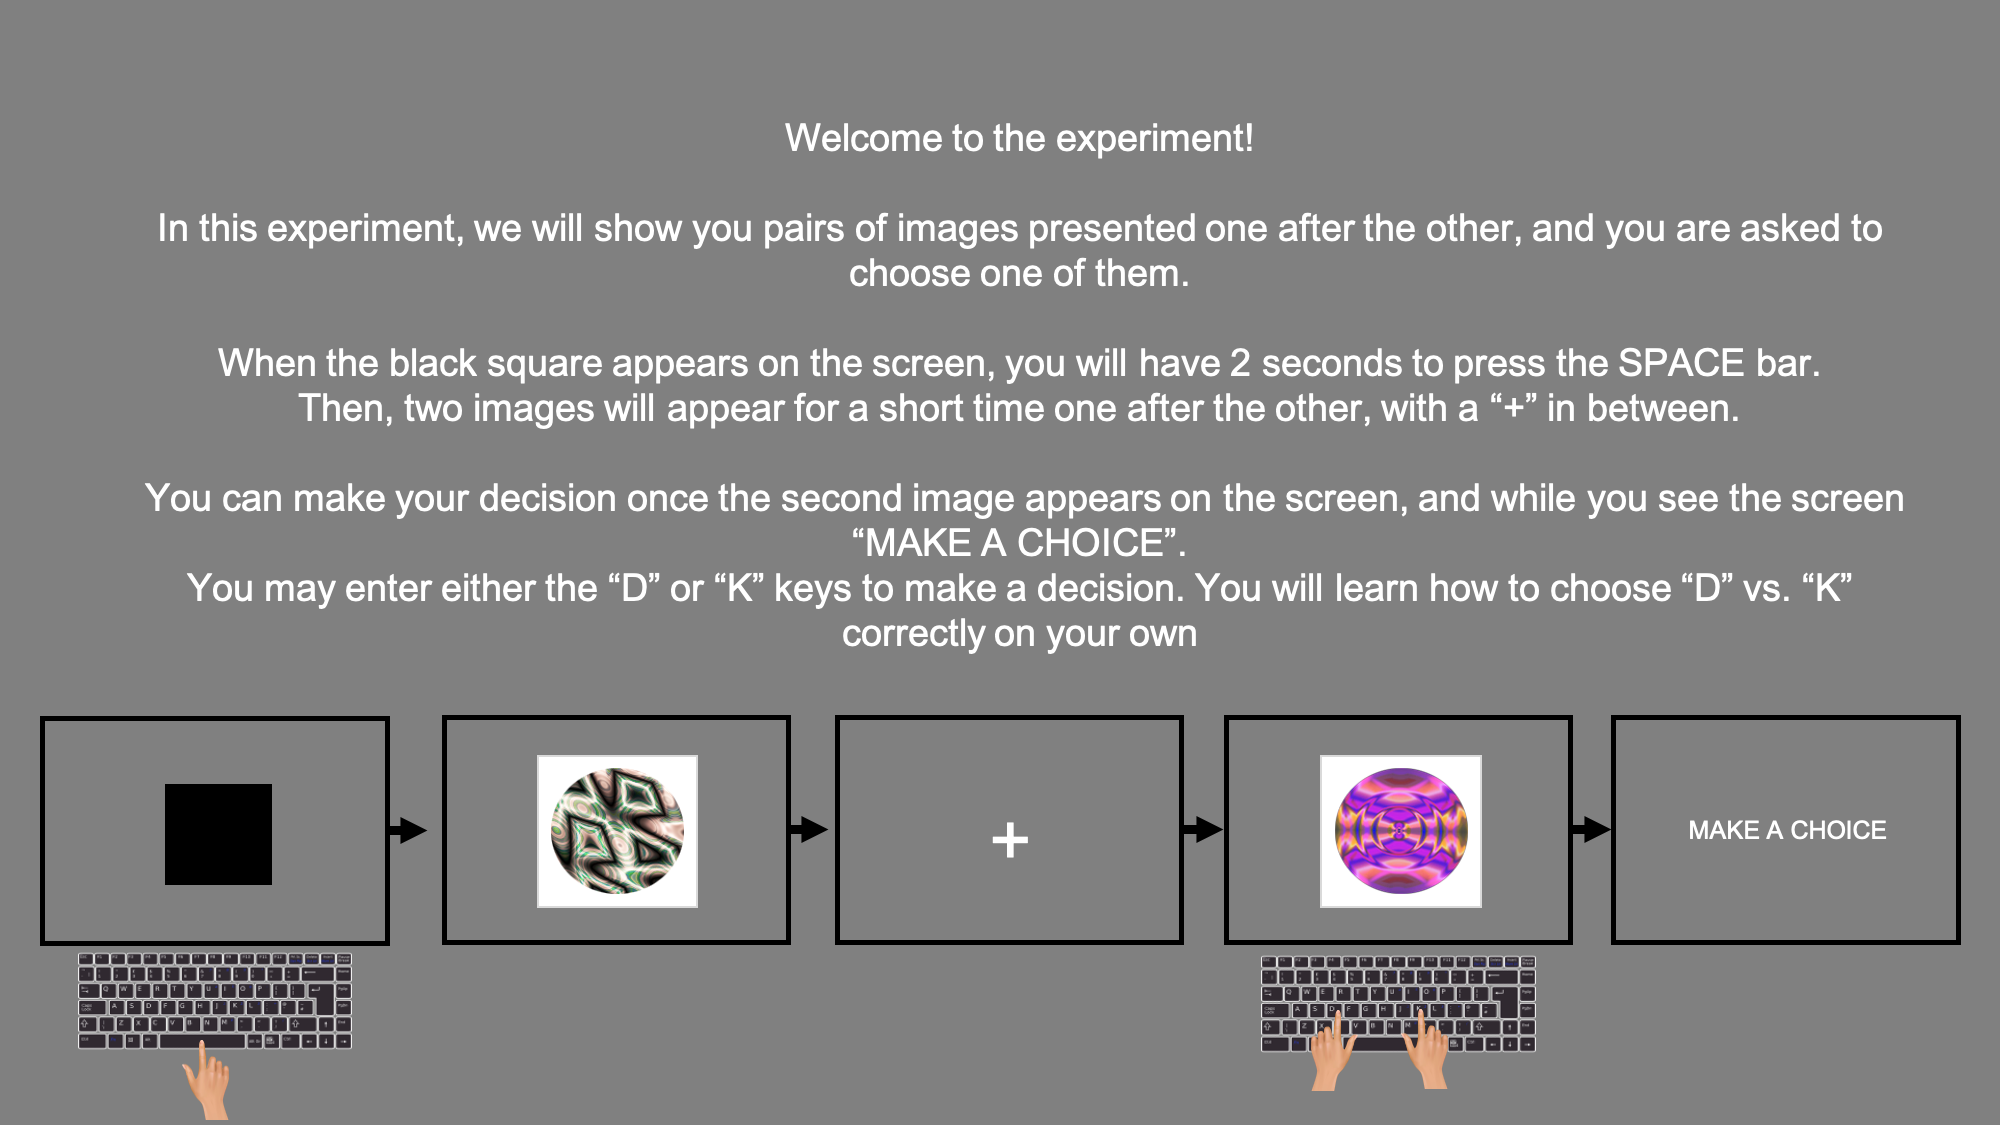 Welcome to the experiment!
In this experiment, we will show you pairs of images presented one after the other, and you are asked to
choose one of them.
When the black square appears on the screen, you will have 2 seconds to press the SPACE bar.
Then, two images will appear for a short time one after the other, with a “+” in between.
You can make your decision once the second image appears on the screen, and while you see the screen
“MAKE A CHOICE”.
You may enter either the “D” or “K” keys to make a decision. You will learn how to choose “D” vs. “K”
correctly on your own
+
MAKE A CHOICE